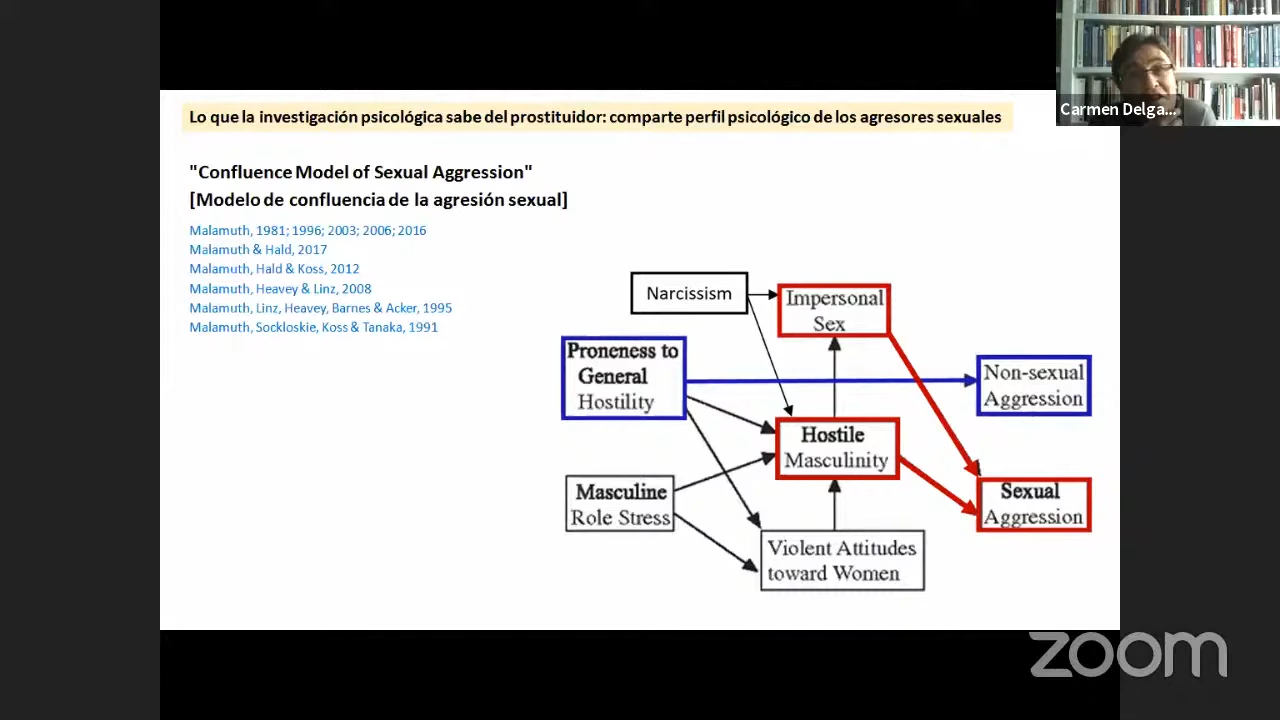 Carmen Delga...
Lo que la investigación psicológica sabe del prostituidor: comparte perfil psicológico de los agresores sexuales
"Confluence Model of Sexual Aggression"
[Modelo de confluencia de la agresión sexual]
Malamuth, 1981; 1996; 2003; 2006; 2016
Malamuth & Hald, 2017
Malamuth, Hald & Koss, 2012
Malamuth, Heavey & Linz, 2008
Malamuth, Linz, Heavey, Barnes & Acker, 1995
Malamuth, Sockloskie, Koss & Tanaka, 1991
Narcissism
Impersonal
Sex
Proneness to
General
Hostility
Non-sexual
Aggression
Hostile
Masculinity
Masculine
Role Stress
Sexual
Aggression
Violent Attitudes
toward Women
zoom